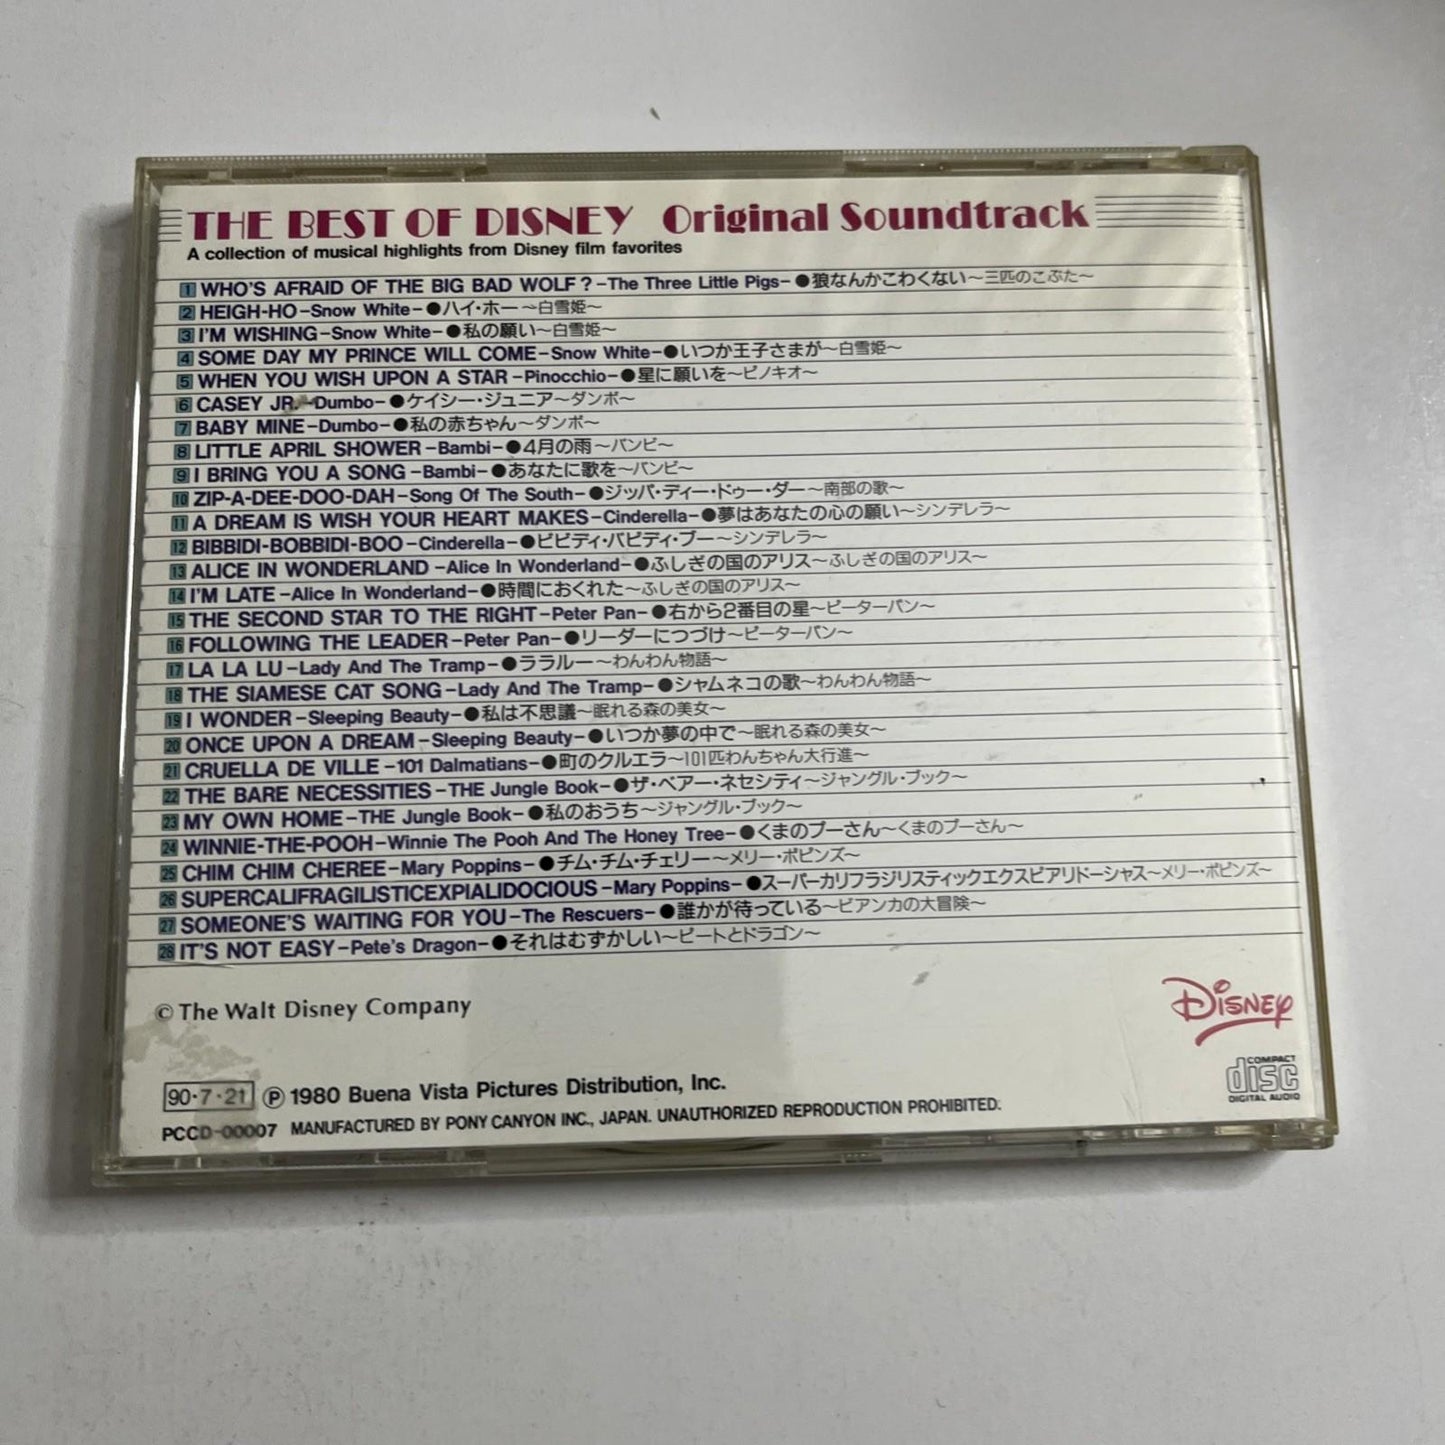 THE BEST OF DISNEY Original Soundtrack
A collection of musical highlights from Disney film favorites
1 WHO'S AFRAID OF THE BIG BAD WOLF? -The Three Little Pigs- ●狼なんかこわくない〜三匹のこぶた〜
2 HEIGH-HO -Snow White- ●ハイ・ホー〜白雪姫〜
3 I'M WISHING -Snow White- ●私の願い〜白雪姫〜
4 SOME DAY MY PRINCE WILL COME -Snow White- ●いつか王子さまが〜白雪姫〜
5 WHEN YOU WISH UPON A STAR -Pinocchio- ●星に願いを〜ピノキオ〜
6 CASEY JR. -Dumbo- ●ケイシー・ジュニア〜ダンボ〜
7 BABY MINE -Dumbo- ●私の赤ちゃん〜ダンボ〜
8 LITTLE APRIL SHOWER -Bambi- ●4月の雨〜バンビ〜
9 I BRING YOU A SONG -Bambi- ●あなたに歌を〜バンビ〜
10 ZIP-A-DEE-DOO-DAH -Song Of The South- ●ジッパ・ディー・ドゥー・ダー〜南部の歌〜
11 A DREAM IS WISH YOUR HEART MAKES -Cinderella- ●夢はあなたの心の願い〜シンデレラ〜
12 BIBBIDI-BOBBIDI-BOO -Cinderella- ●ビビディ・バビディ・ブー〜シンデレラ〜
13 ALICE IN WONDERLAND -Alice In Wonderland- ●ふしぎの国のアリス〜ふしぎの国のアリス〜
14 I'M LATE -Alice In Wonderland- ●時間におくれた〜ふしぎの国のアリス〜
15 THE SECOND STAR TO THE RIGHT -Peter Pan- ●右から2番目の星〜ピーターパン〜
16 FOLLOWING THE LEADER -Peter Pan- ●リーダーにつづけ〜ピーターパン〜
17 LA LA LU -Lady And The Tramp- ●ララルー〜わんわん物語〜
18 THE SIAMESE CAT SONG -Lady And The Tramp- ●シャムネコの歌〜わんわん物語〜
19 I WONDER -Sleeping Beauty- ●私は不思議〜眠れる森の美女〜
20 ONCE UPON A DREAM -Sleeping Beauty- ●いつか夢の中で〜眠れる森の美女〜
21 CRUELLA DE VILLE -101 Dalmatians- ●町のクルエラ〜101匹わんちゃん大行進〜
22 THE BARE NECESSITIES -THE Jungle Book- ●ザ・ベアー・ネセシティ〜ジャングル・ブック〜
23 MY OWN HOME -THE Jungle Book- ●私のおうち〜ジャングル・ブック〜
24 WINNIE-THE-POOH -Winnie The Pooh And The Honey Tree- ●くまのプーさん〜くまのプーさん〜
25 CHIM CHIM CHEREE -Mary Poppins- ●チム・チム・チェリー〜メリー・ポピンズ〜
26 SUPERCALIFRAGILISTICEXPIALIDOCIOUS -Mary Poppins- ●スーパーカリフラジリスティックエクスピアリドーシャス〜メリー・ポピンズ〜
27 SOMEONE'S WAITING FOR YOU -The Rescuers- ●誰かが待っている〜ビアンカの大冒険〜
28 IT'S NOT EASY -Pete's Dragon- ●それはむずかしい〜ピートとドラゴン〜
© The Walt Disney Company
DISNEY
COMPACT
disc
DIGITAL AUDIO
90・7・21 Ⓟ 1980 Buena Vista Pictures Distribution, Inc.
PCCD-00007 MANUFACTURED BY PONY CANYON INC., JAPAN. UNAUTHORIZED REPRODUCTION PROHIBITED.